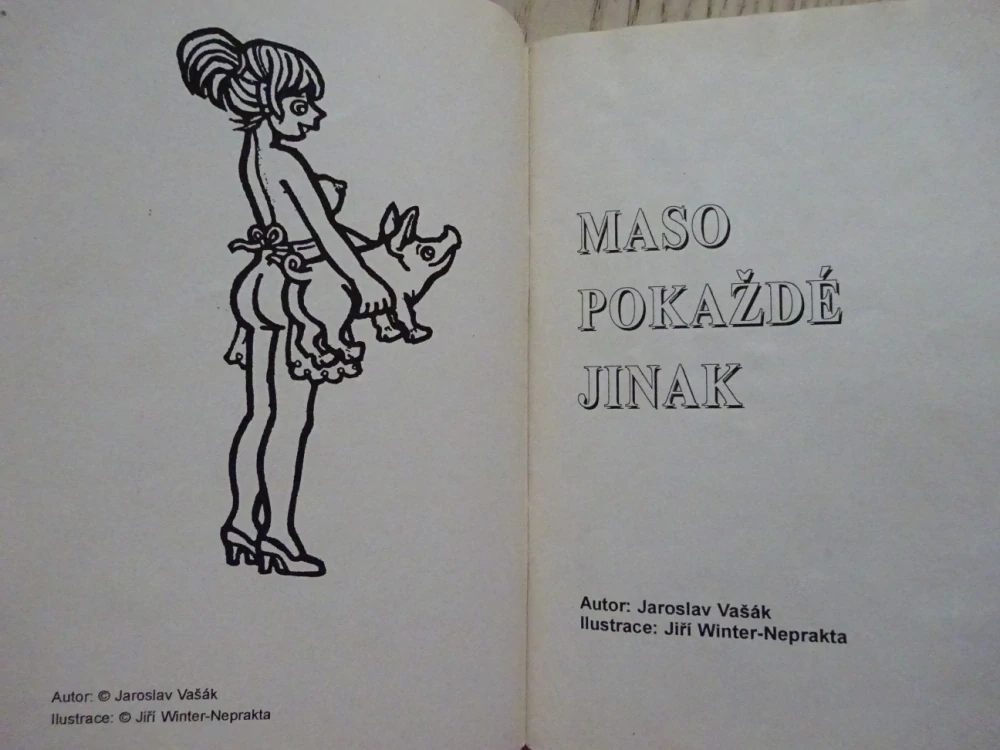 Autor: © Jaroslav Vašák
Ilustrace: © Jiří Winter-Neprakta
MASO
POKAŽDÉ
JINAK
Autor: Jaroslav Vašák
Ilustrace: Jiří Winter-Neprakta